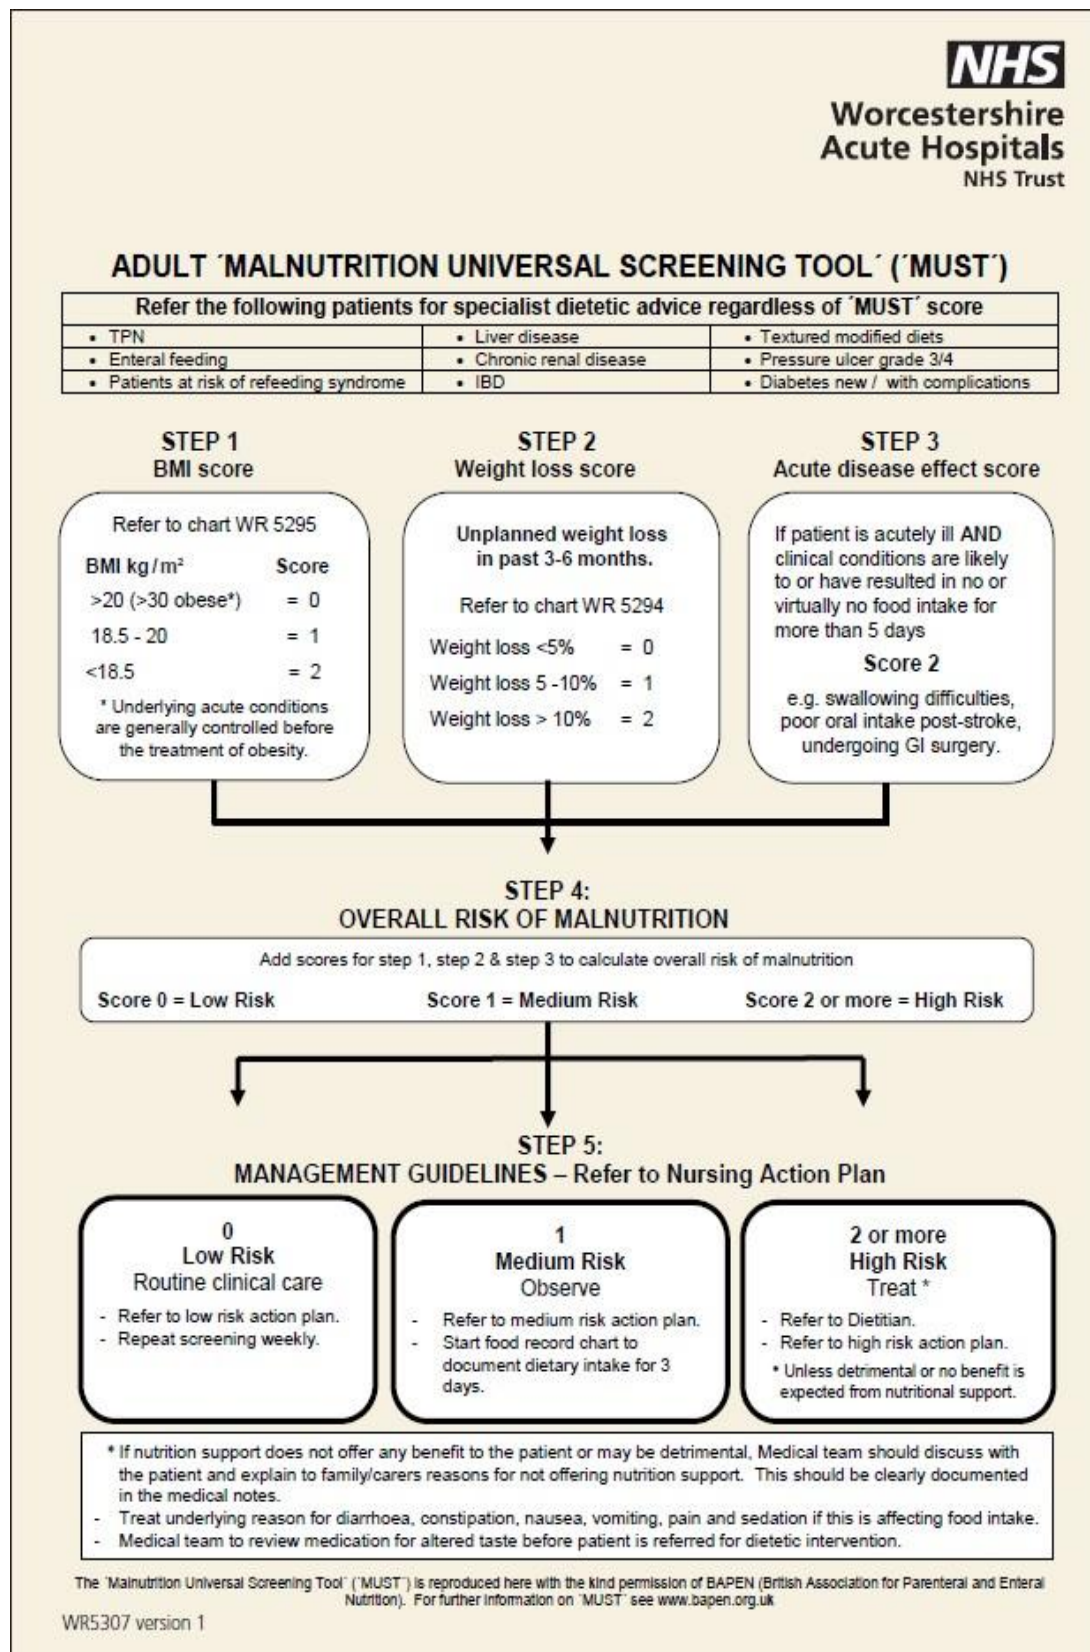 NHS
Worcestershire
Acute Hospitals
NHS Trust
ADULT ´MALNUTRITION UNIVERSAL SCREENING TOOL´ (´MUST´)
Refer the following patients for specialist dietetic advice regardless of ´MUST´ score
• TPN • Liver disease • Textured modified diets
• Enteral feeding • Chronic renal disease • Pressure ulcer grade 3/4
• Patients at risk of refeeding syndrome • IBD • Diabetes new / with complications
STEP 1
BMI score
Refer to chart WR 5295
BMI kg/m² Score
>20 (>30 obese*) = 0
18.5 - 20 = 1
<18.5 = 2
* Underlying acute conditions
are generally controlled before
the treatment of obesity.
STEP 2
Weight loss score
Unplanned weight loss
in past 3-6 months.
Refer to chart WR 5294
Weight loss <5% = 0
Weight loss 5 -10% = 1
Weight loss > 10% = 2
STEP 3
Acute disease effect score
If patient is acutely ill AND
clinical conditions are likely
to or have resulted in no or
virtually no food intake for
more than 5 days
Score 2
e.g. swallowing difficulties,
poor oral intake post-stroke,
undergoing GI surgery.
STEP 4:
OVERALL RISK OF MALNUTRITION
Add scores for step 1, step 2 & step 3 to calculate overall risk of malnutrition
Score 0 = Low Risk Score 1 = Medium Risk Score 2 or more = High Risk
STEP 5:
MANAGEMENT GUIDELINES – Refer to Nursing Action Plan
0
Low Risk
Routine clinical care
- Refer to low risk action plan.
- Repeat screening weekly.
1
Medium Risk
Observe
- Refer to medium risk action plan.
- Start food record chart to
document dietary intake for 3
days.
2 or more
High Risk
Treat *
- Refer to Dietitian.
- Refer to high risk action plan.
* Unless detrimental or no benefit is
expected from nutritional support.
* If nutrition support does not offer any benefit to the patient or may be detrimental, Medical team should discuss with
the patient and explain to family/carers reasons for not offering nutrition support. This should be clearly documented
in the medical notes.
- Treat underlying reason for diarrhoea, constipation, nausea, vomiting, pain and sedation if this is affecting food intake.
- Medical team to review medication for altered taste before patient is referred for dietetic intervention.
The ´Malnutrition Universal Screening Tool´ (´MUST´) is reproduced here with the kind permission of BAPEN (British Association for Parenteral and Enteral
Nutrition). For further information on ´MUST´ see www.bapen.org.uk
WR5307 version 1